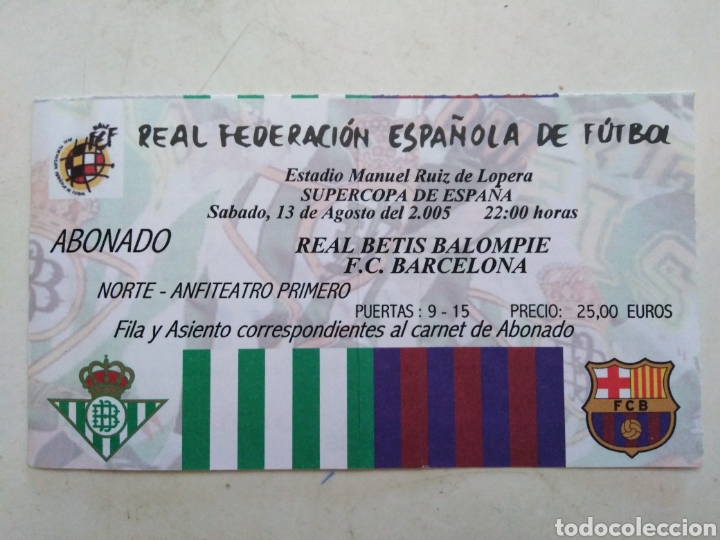 REAL FEDERACIÓN ESPAÑOLA DE FÚTBOL
Estadio Manuel Ruiz de Lopera
SUPERCOPA DE ESPAÑA
Sabado, 13 de Agosto del 2.005 22:00 horas
ABONADO
REAL BETIS BALOMPIE
F.C. BARCELONA
NORTE - ANFITEATRO PRIMERO
PUERTAS : 9 - 15 PRECIO: 25,00 EUROS
Fila y Asiento correspondientes al carnet de Abonado
FCB
todocoleccion